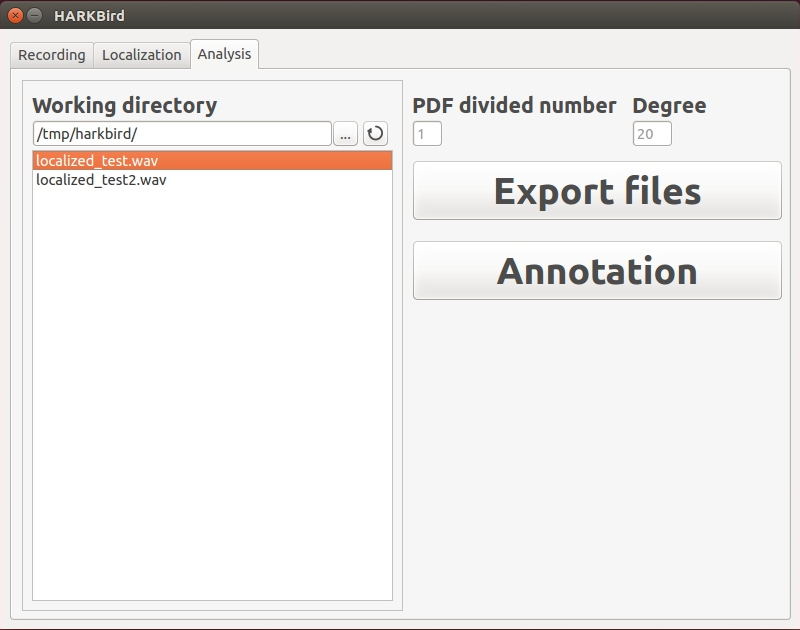 HARKBird
Recording Localization Analysis
Working directory
/tmp/harkbird/ ...
localized_test.wav
localized_test2.wav
PDF divided number Degree
1 20
Export files
Annotation